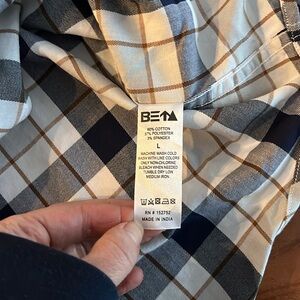 BETA
60% COTTON
37% POLYESTER
3% SPANDEX
L
MACHINE WASH COLD
WASH WITH LIKE COLORS
ONLY NON-CHLORINE
BLEACH WHEN NEEDED
TUMBLE DRY LOW
MEDIUM IRON.
RN # 152752
MADE IN INDIA